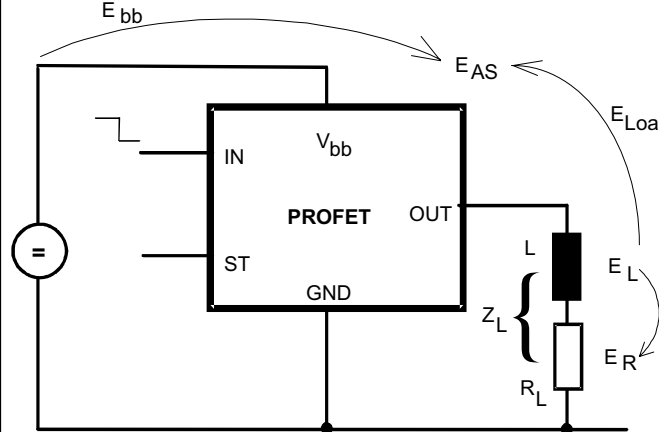 E bb
E AS
E Loa
V bb
IN
PROFET
OUT
ST
GND
=
L
E L
Z L {
E R
R L